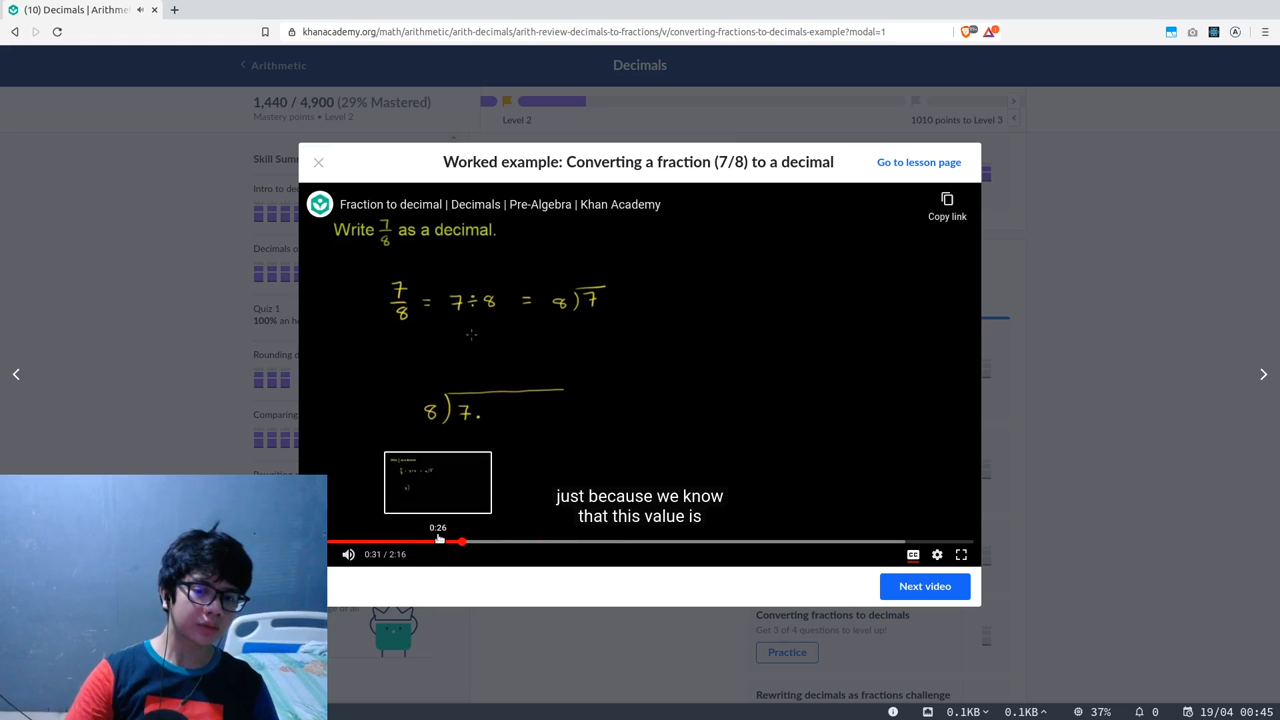 (10) Decimals | Arithme
khanacademy.org/math/arithmetic/arith-decimals/arith-review-decimals-to-fractions/v/converting-fractions-to-decimals-example?modal=1
Arithmetic
Decimals
1,440 / 4,900 (29% Mastered)
Mastery points • Level 2
Level 2
1010 points to Level 3
Skill Summ
Intro to dec
Decimals o
Quiz 1
100% an h
Rounding d
Comparing
Worked example: Converting a fraction (7/8) to a decimal
Go to lesson page
Fraction to decimal | Decimals | Pre-Algebra | Khan Academy
Copy link
Write 7/8 as a decimal.
7/8 = 7÷8 = 8)7
8)7.
just because we know
that this value is
0:26
0:31 / 2:16
CC
Next video
Converting fractions to decimals
Get 3 of 4 questions to level up!
Practice
Rewriting decimals as fractions challenge
0.1KB 0.1KB 37% 0 19/04 00:45